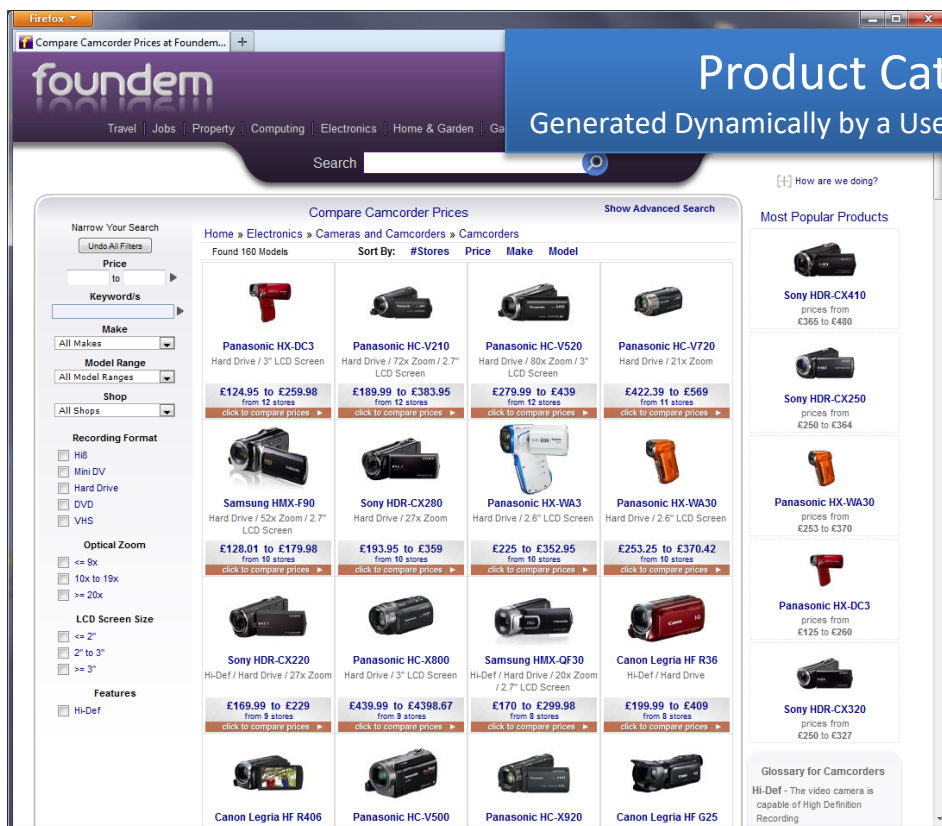 Firefox
Compare Camcorder Prices at Foundem...
Product Cat
Generated Dynamically by a Use
foundem
Travel Jobs Property Computing Electronics Home & Garden Ga
Search
[+] How are we doing?
Compare Camcorder Prices
Show Advanced Search
Home » Electronics » Cameras and Camcorders » Camcorders
Found 160 Models
Sort By: #Stores Price Make Model
Narrow Your Search
Undo All Filters
Price
to
Keyword/s
Make
All Makes
Model Range
All Model Ranges
Shop
All Shops
Recording Format
Hi8
Mini DV
Hard Drive
DVD
VHS
Optical Zoom
<= 9x
10x to 19x
>= 20x
LCD Screen Size
<= 2"
2" to 3"
>= 3"
Features
Hi-Def
Panasonic HX-DC3
Hard Drive / 3" LCD Screen
£124.95 to £259.98
from 12 stores
click to compare prices
Panasonic HC-V210
Hard Drive / 72x Zoom / 2.7"
LCD Screen
£189.99 to £383.95
from 12 stores
click to compare prices
Panasonic HC-V520
Hard Drive / 80x Zoom / 3"
LCD Screen
£279.99 to £439
from 12 stores
click to compare prices
Panasonic HC-V720
Hard Drive / 21x Zoom
£422.39 to £569
from 11 stores
click to compare prices
Samsung HMX-F90
Hard Drive / 52x Zoom / 2.7"
LCD Screen
£128.01 to £179.98
from 10 stores
click to compare prices
Sony HDR-CX280
Hard Drive / 27x Zoom
£193.95 to £359
from 10 stores
click to compare prices
Panasonic HX-WA3
Hard Drive / 2.6" LCD Screen
£225 to £352.95
from 10 stores
click to compare prices
Panasonic HX-WA30
Hard Drive / 2.6" LCD Screen
£253.25 to £370.42
from 10 stores
click to compare prices
Sony HDR-CX220
Hi-Def / Hard Drive / 27x Zoom
£169.99 to £229
from 9 stores
click to compare prices
Panasonic HC-X800
Hard Drive / 3" LCD Screen
£439.99 to £4398.67
from 9 stores
click to compare prices
Samsung HMX-QF30
Hi-Def / Hard Drive / 20x Zoom
/ 2.7" LCD Screen
£170 to £299.98
from 8 stores
click to compare prices
Canon Legria HF R36
Hi-Def / Hard Drive
£199.99 to £409
from 8 stores
click to compare prices
Canon Legria HF R406
Panasonic HC-V500
Panasonic HC-X920
Canon Legria HF G25
Most Popular Products
Sony HDR-CX410
prices from
£365 to £480
Sony HDR-CX250
prices from
£250 to £364
Panasonic HX-WA30
prices from
£253 to £370
Panasonic HX-DC3
prices from
£125 to £260
Sony HDR-CX320
prices from
£250 to £327
Glossary for Camcorders
Hi-Def - The video camera is
capable of High Definition
Recording